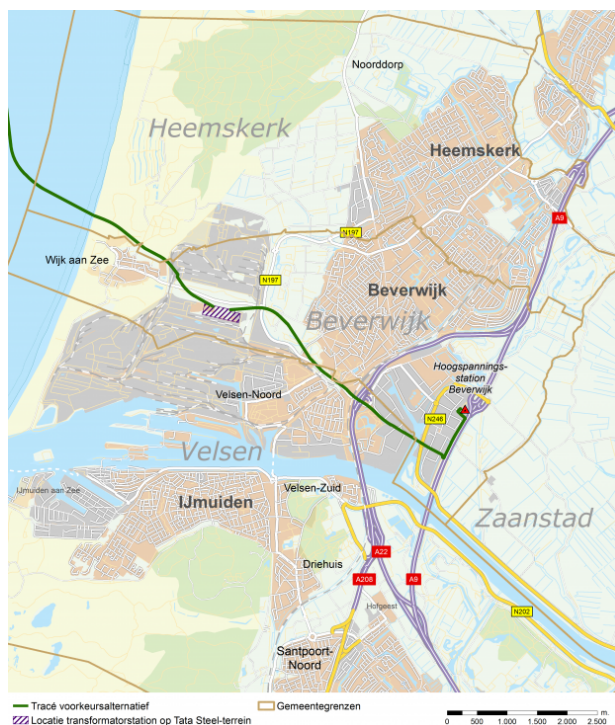 Noorddorp
Heemskerk
Heemskerk
A9
N197
Wijk aan Zee
N197
Beverwijk
Beverwijk
Hoogspannings-
station
Beverwijk
Velsen-Noord
N246
Velsen
IJmuiden aan Zee
IJmuiden
Velsen-Zuid
Zaanstad
A22
Driehuis
A208
A9
Hofgeest
N202
Santpoort-
Noord
Tracé voorkeursalternatief
Gemeentegrenzen
Locatie transformatorstation op Tata Steel-terrein
m.
0 500 1.000 1.500 2.000 2.500